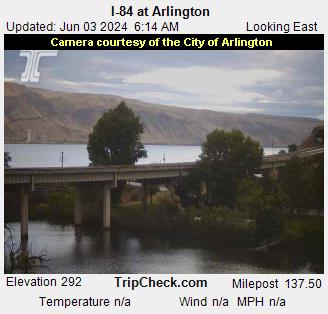 I-84 at Arlington
Updated: Jun 03 2024 6:14 AM Looking East
Camera courtesy of the City of Arlington
Elevation 292 TripCheck.com Milepost 137.50
Temperature n/a Wind n/a MPH n/a